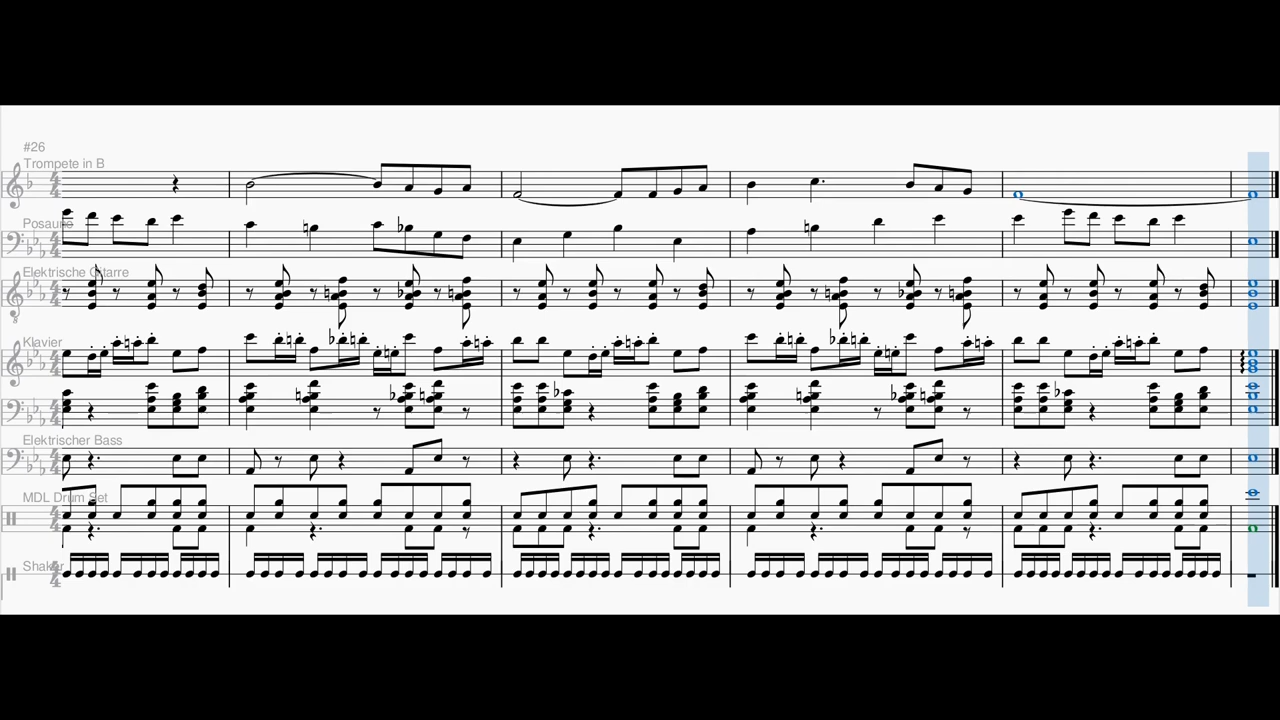 #26
Trompete in B
Posaune
Elektrische Gitarre
Klavier
Elektrischer Bass
MDL Drum Set
Shaker